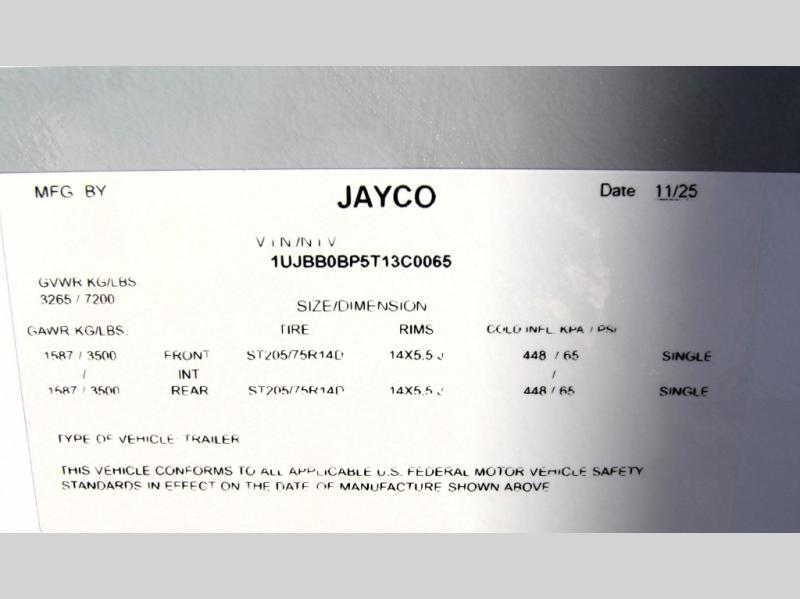 MFG BY JAYCO Date 11/25
V.I.N./N.I.V
1UJBB0BP5T13C0065
GVWR KG/LBS.
3265 / 7200
SIZE/DIMENSION
GAWR KG/LBS. TIRE RIMS COLD INFL. KPA / PSI
1587 / 3500 FRONT ST205/75R14D 14X5.5 J 448 / 65 SINGLE
/ INT /
1587 / 3500 REAR ST205/75R14D 14X5.5 J 448 / 65 SINGLE
TYPE OF VEHICLE: TRAILER
THIS VEHICLE CONFORMS TO ALL APPLICABLE U.S. FEDERAL MOTOR VEHICLE SAFETY
STANDARDS IN EFFECT ON THE DATE OF MANUFACTURE SHOWN ABOVE